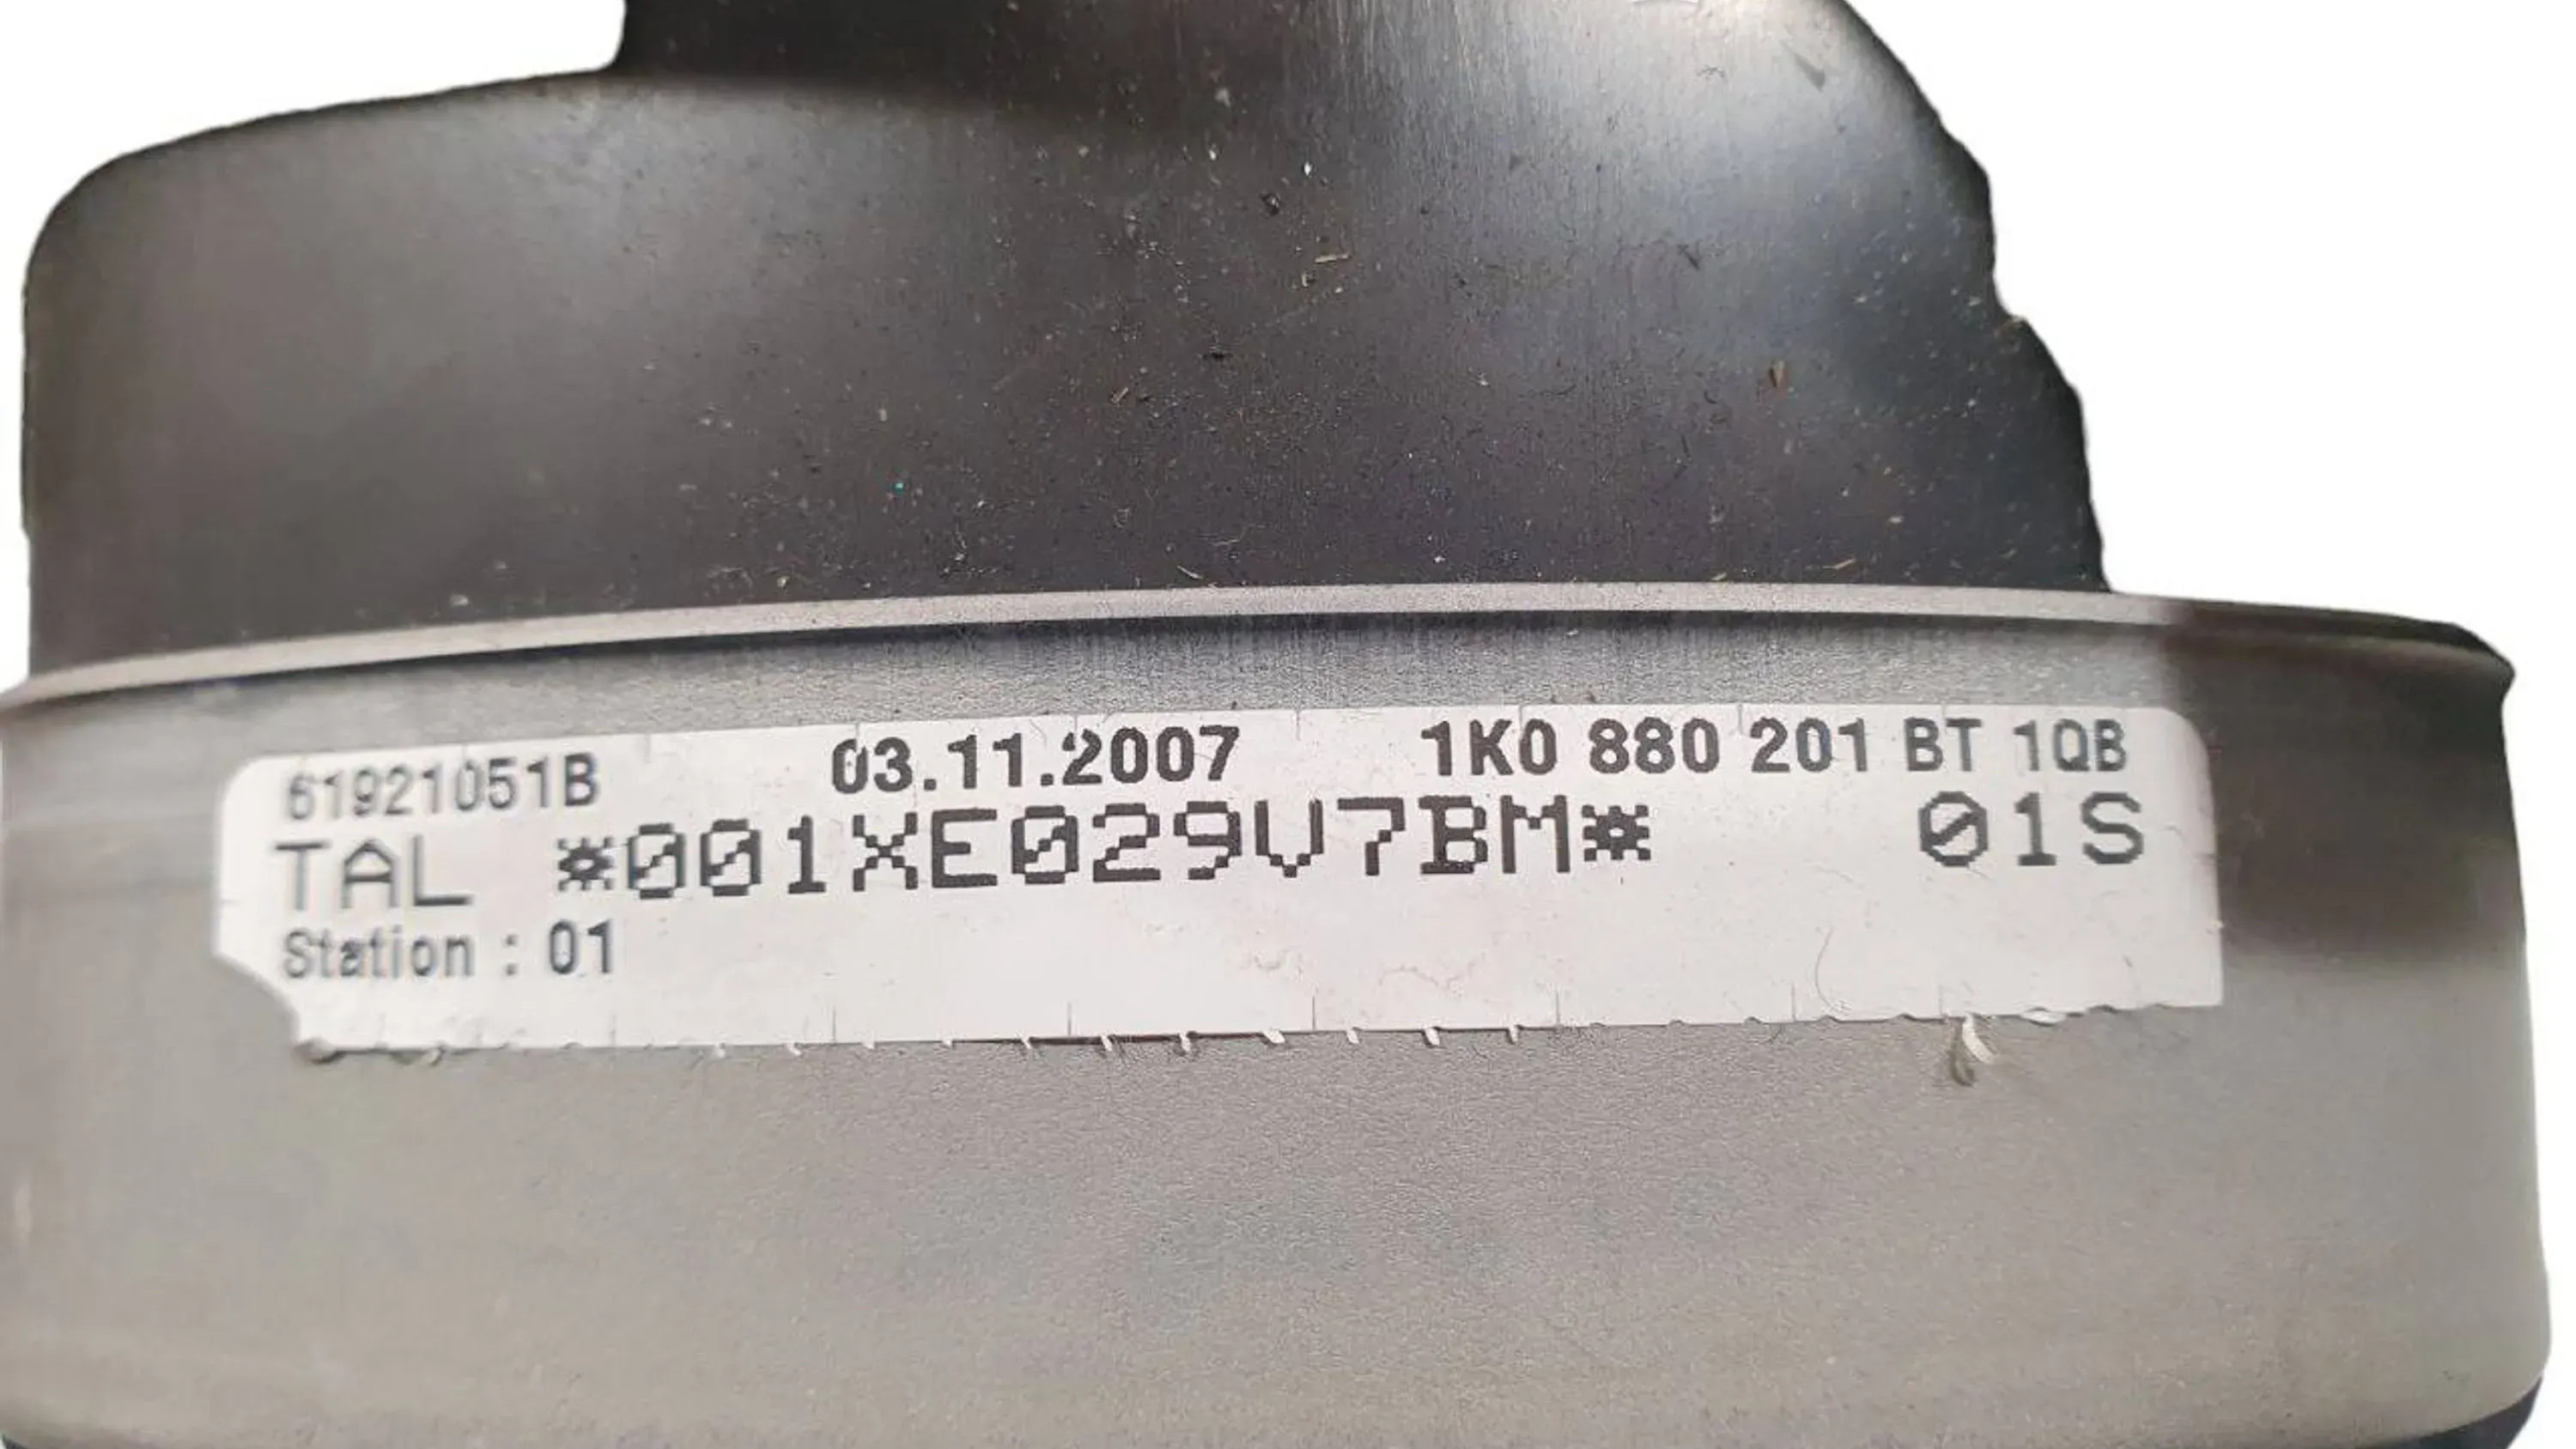 61921051B 03.11.2007 1K0 880 201 BT 1QB
TAL *001XE029V7BM* 01S
Station : 01